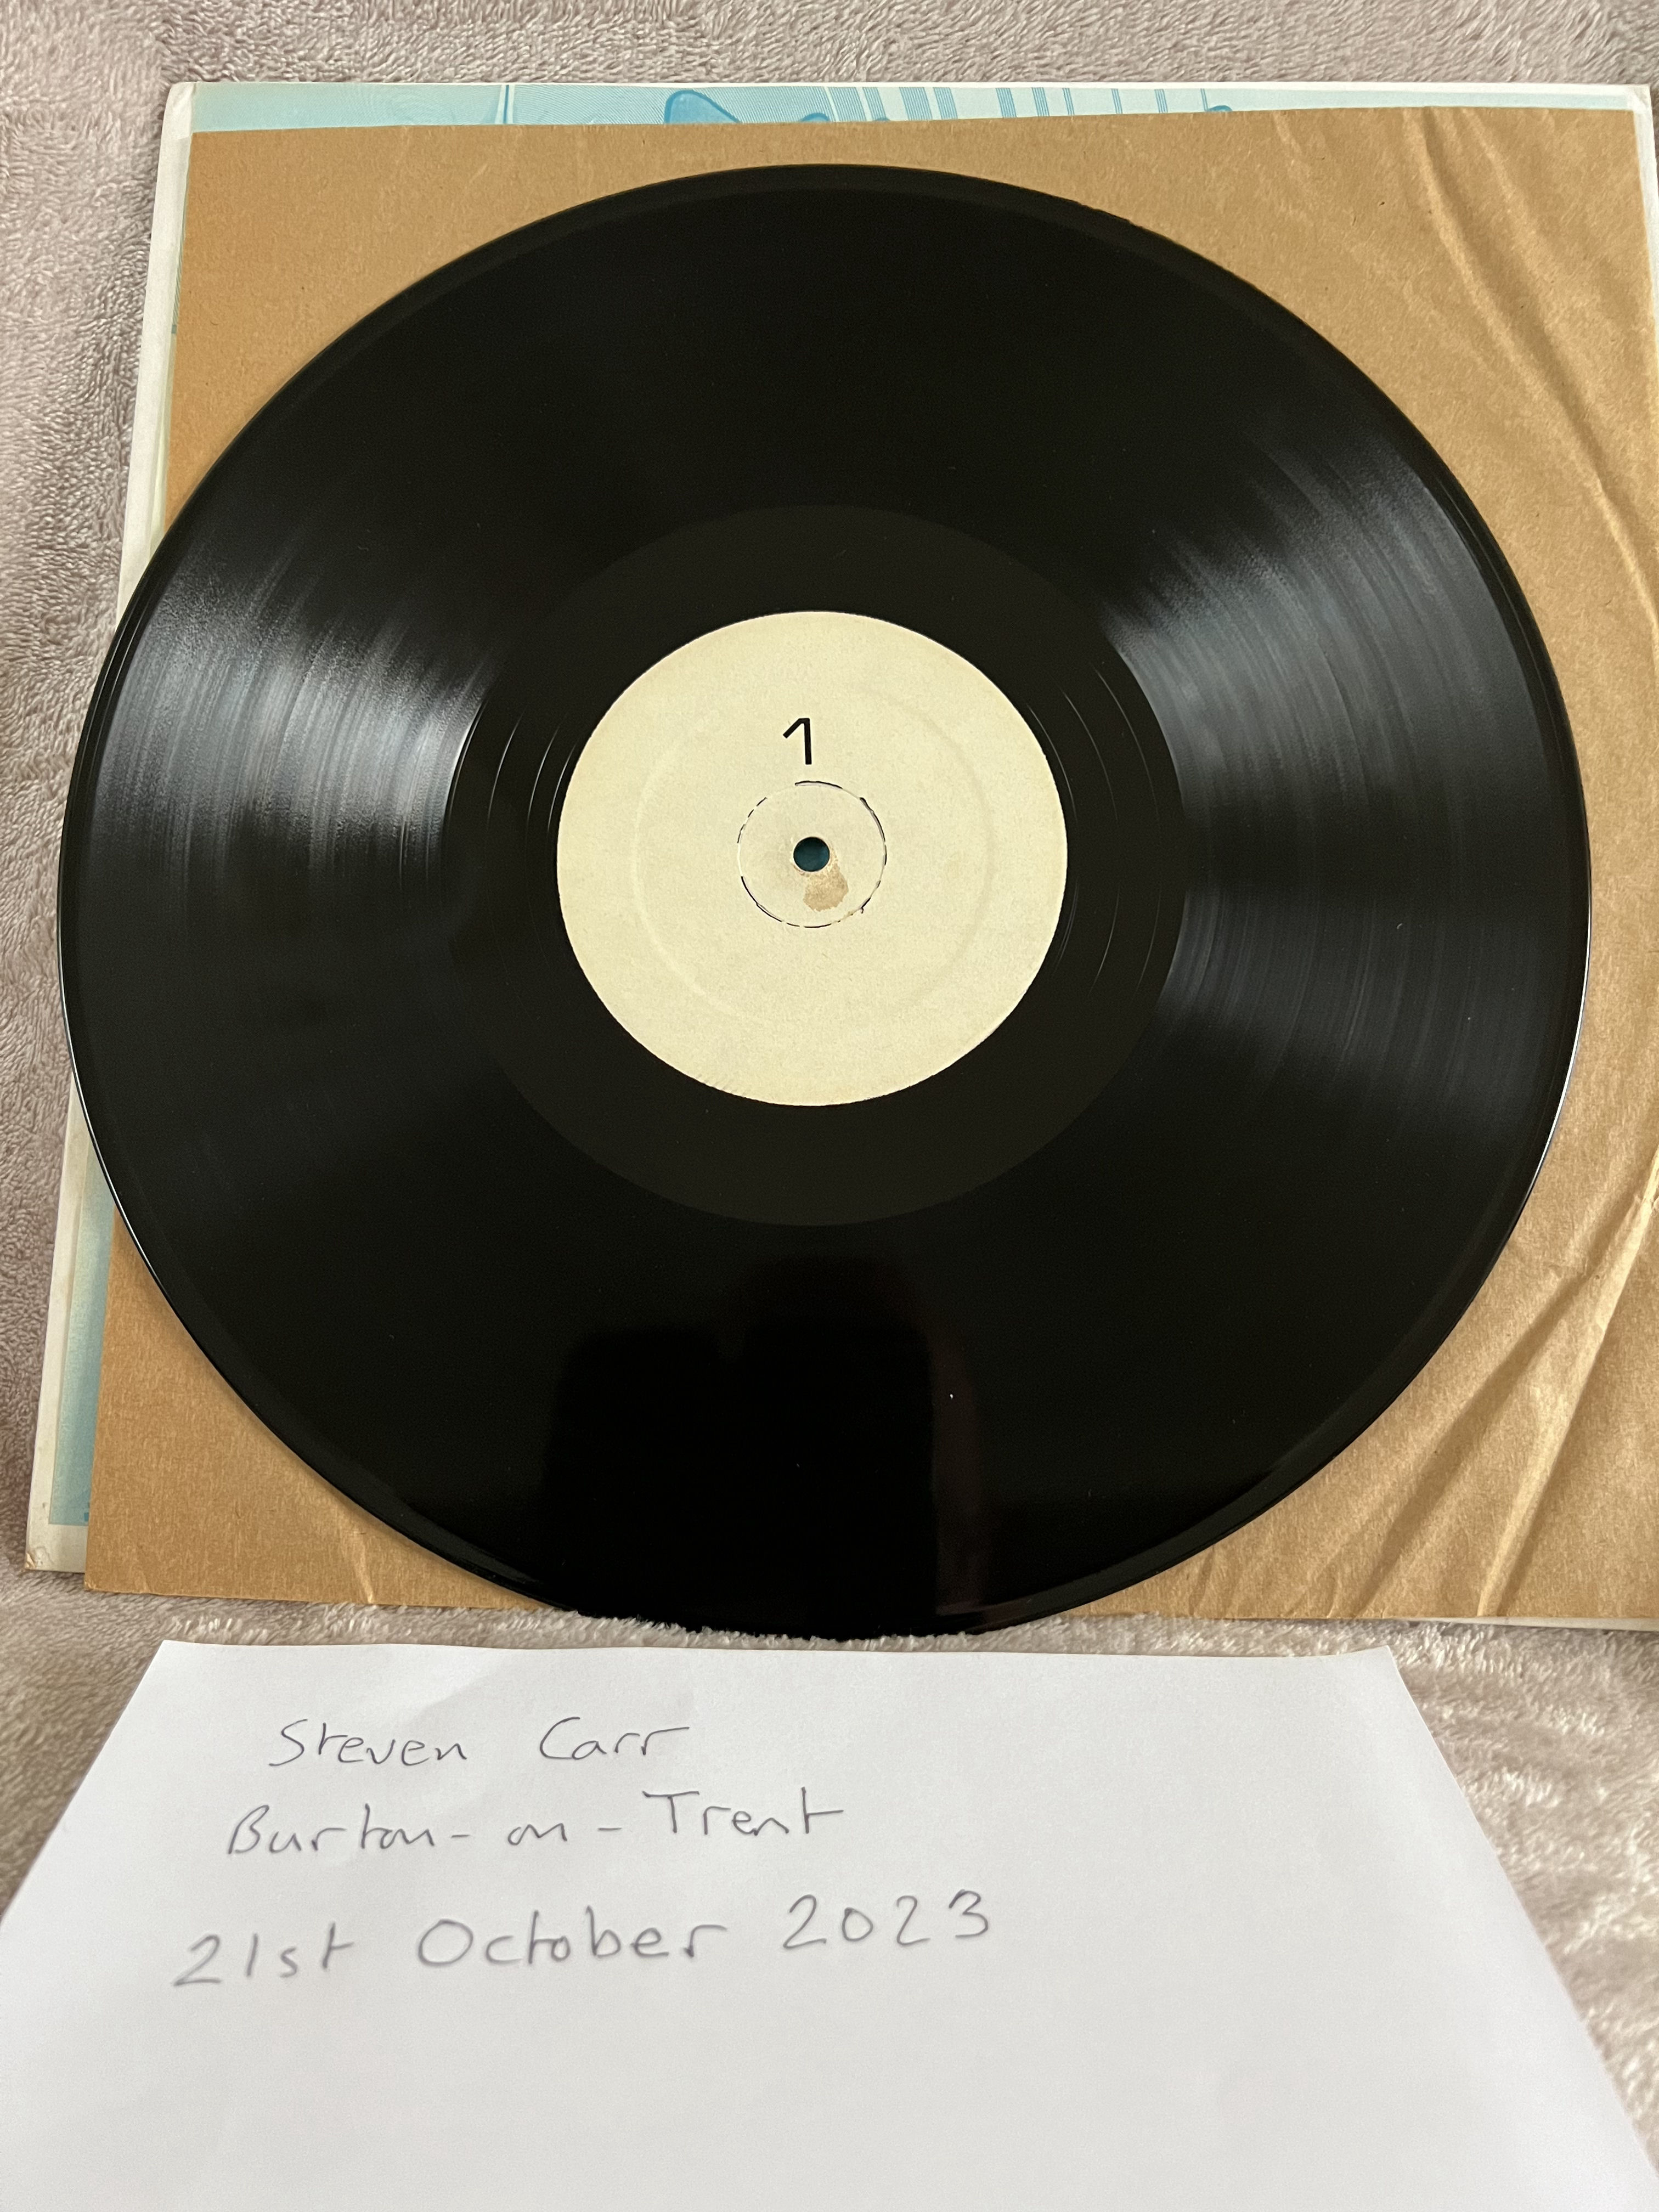 1
Steven Carr
Burton-on-Trent
21st October 2023